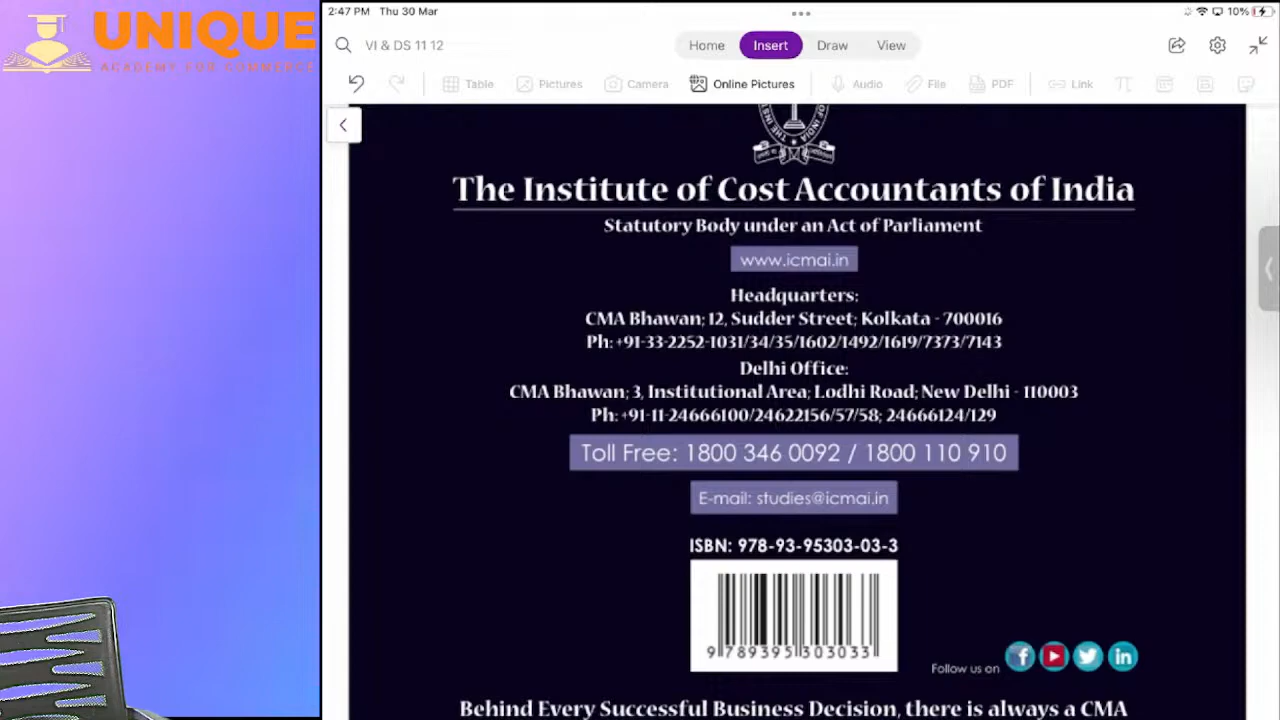 UNIQUE
ACADEMY FOR COMMERCE
2:47 PM Thu 30 Mar
10%
VI & DS 11 12
Home Insert Draw View
Table Pictures Camera Online Pictures Audio File PDF Link
The Institute of Cost Accountants of India
Statutory Body under an Act of Parliament
www.icmai.in
Headquarters:
CMA Bhawan; 12, Sudder Street; Kolkata - 700016
Ph: +91-33-2252-1031/34/35/1602/1492/1619/7373/7143
Delhi Office:
CMA Bhawan; 3, Institutional Area; Lodhi Road; New Delhi - 110003
Ph: +91-11-24666100/24622156/57/58; 24666124/129
Toll Free: 1800 346 0092 / 1800 110 910
E-mail: studies@icmai.in
ISBN: 978-93-95303-03-3
9 789395 303033
Follow us on
Behind Every Successful Business Decision, there is always a CMA